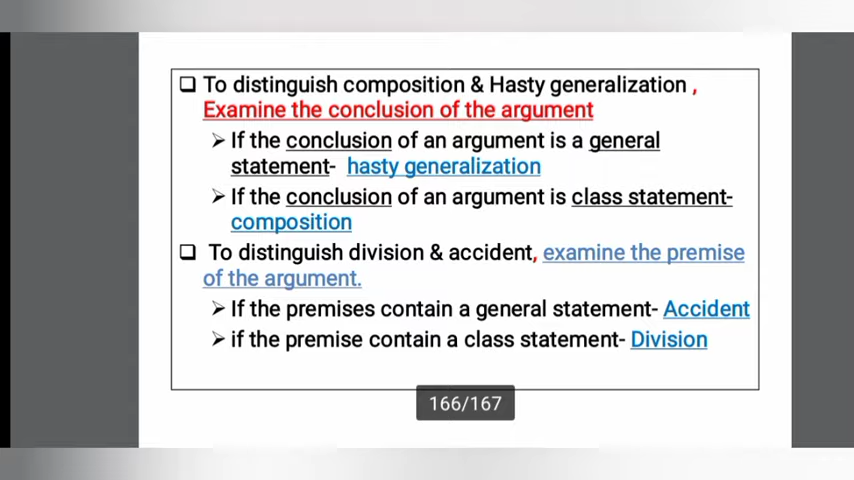 ❑ To distinguish composition & Hasty generalization ,
Examine the conclusion of the argument
➢ If the conclusion of an argument is a general
statement- hasty generalization
➢ If the conclusion of an argument is class statement-
composition
❑ To distinguish division & accident, examine the premise
of the argument.
➢ If the premises contain a general statement- Accident
➢ if the premise contain a class statement- Division
166/167